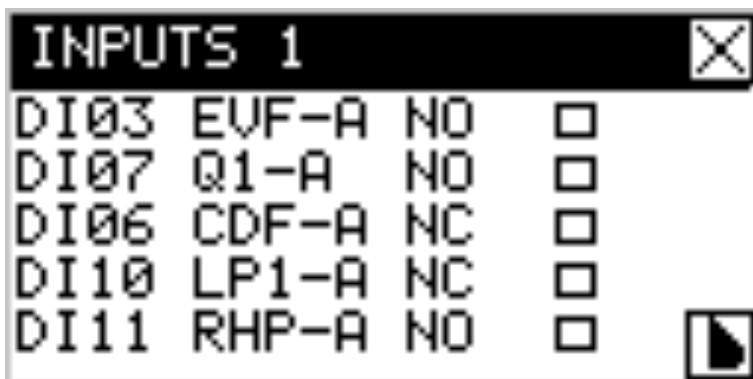 INPUTS 1
DI03 EVF-A NO
DI07 Q1-A NO
DI06 CDF-A NC
DI10 LP1-A NC
DI11 RHP-A NO